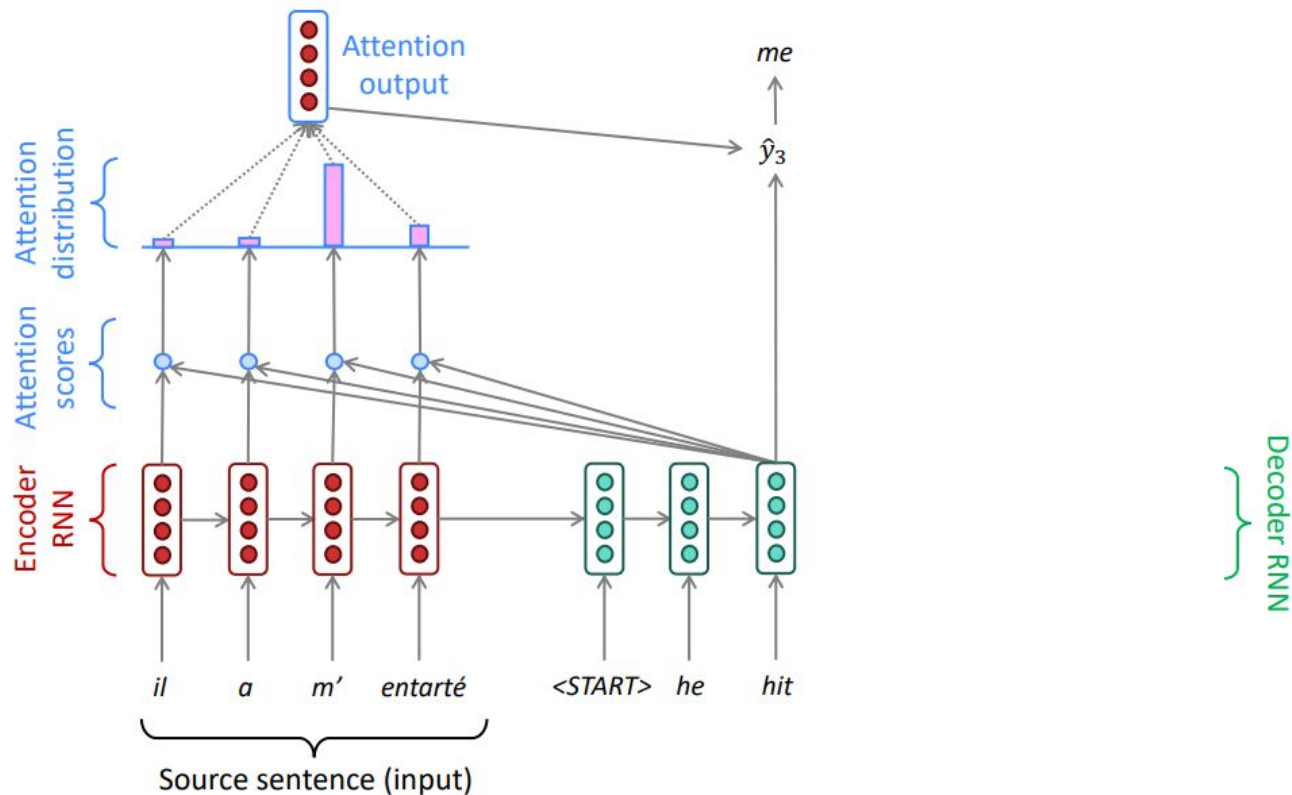 Attention
output
me
Attention
distribution
ŷ₃
Attention
scores
Encoder
RNN
Decoder RNN
il a m’ entarté <START> he hit
Source sentence (input)